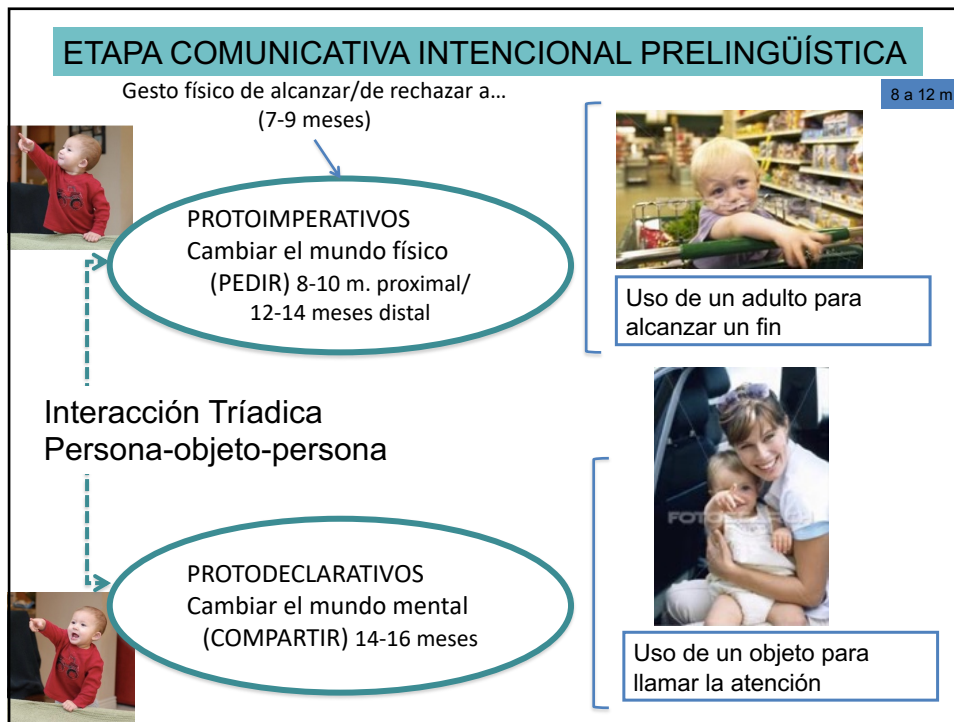 ETAPA COMUNICATIVA INTENCIONAL PRELINGÜÍSTICA
Gesto físico de alcanzar/de rechazar a...
(7-9 meses)
8 a 12 m
PROTOIMPERATIVOS
Cambiar el mundo físico
(PEDIR) 8-10 m. proximal/
12-14 meses distal
Uso de un adulto para
alcanzar un fin
Interacción Tríadica
Persona-objeto-persona
PROTODECLARATIVOS
Cambiar el mundo mental
(COMPARTIR) 14-16 meses
Uso de un objeto para
llamar la atención